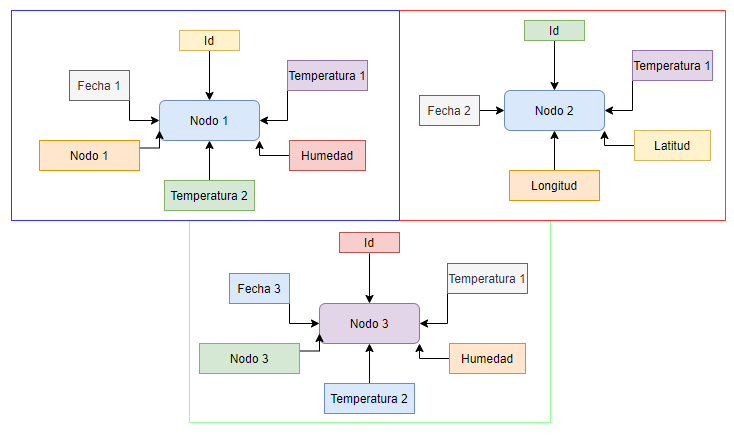 Id
Fecha 1
Temperatura 1
Nodo 1
Nodo 1
Humedad
Temperatura 2
Id
Temperatura 1
Fecha 2
Nodo 2
Latitud
Longitud
Id
Fecha 3
Temperatura 1
Nodo 3
Nodo 3
Humedad
Temperatura 2